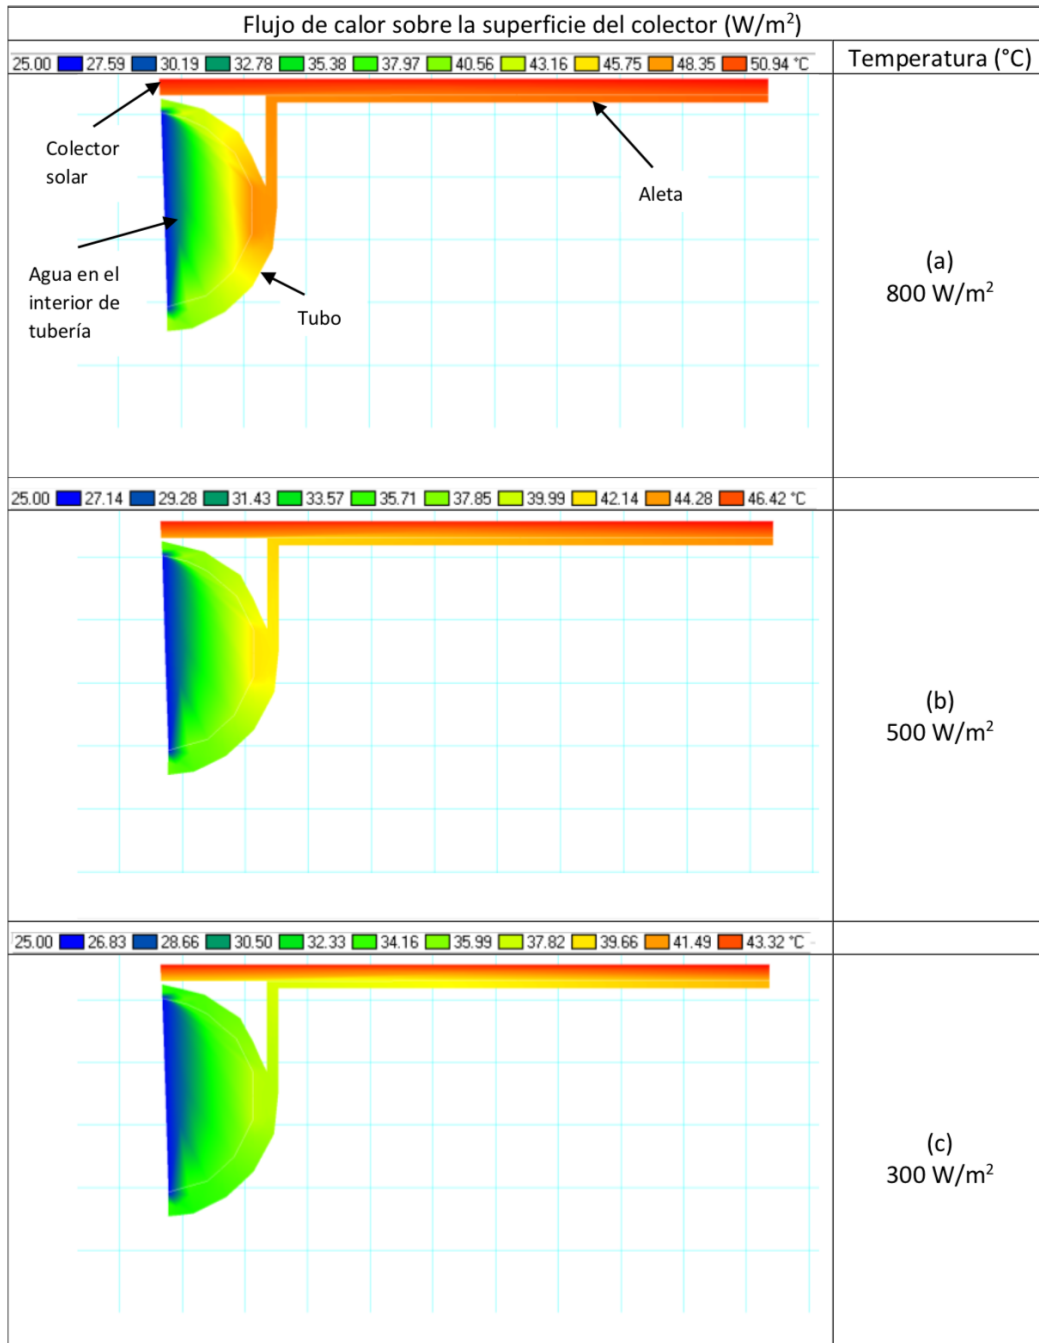 Flujo de calor sobre la superficie del colector (W/m²)
25.00 27.59 30.19 32.78 35.38 37.97 40.56 43.16 45.75 48.35 50.94 °C
Temperatura (°C)
Colector
solar
Aleta
Agua en el
interior de
tubería
Tubo
(a)
800 W/m²
25.00 27.14 29.28 31.43 33.57 35.71 37.85 39.99 42.14 44.28 46.42 °C
(b)
500 W/m²
25.00 26.83 28.66 30.50 32.33 34.16 35.99 37.82 39.66 41.49 43.32 °C
(c)
300 W/m²